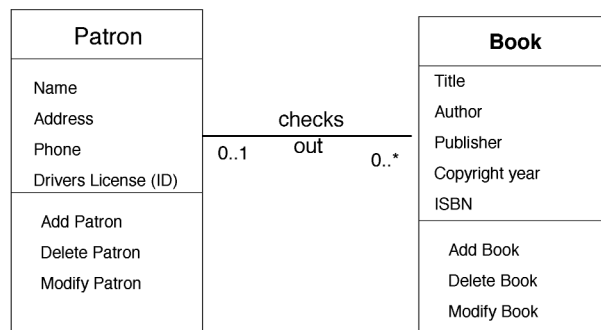 Patron
Name
Address
Phone
Drivers License (ID)
Add Patron
Delete Patron
Modify Patron
checks
out
0..1
0..*
Book
Title
Author
Publisher
Copyright year
ISBN
Add Book
Delete Book
Modify Book